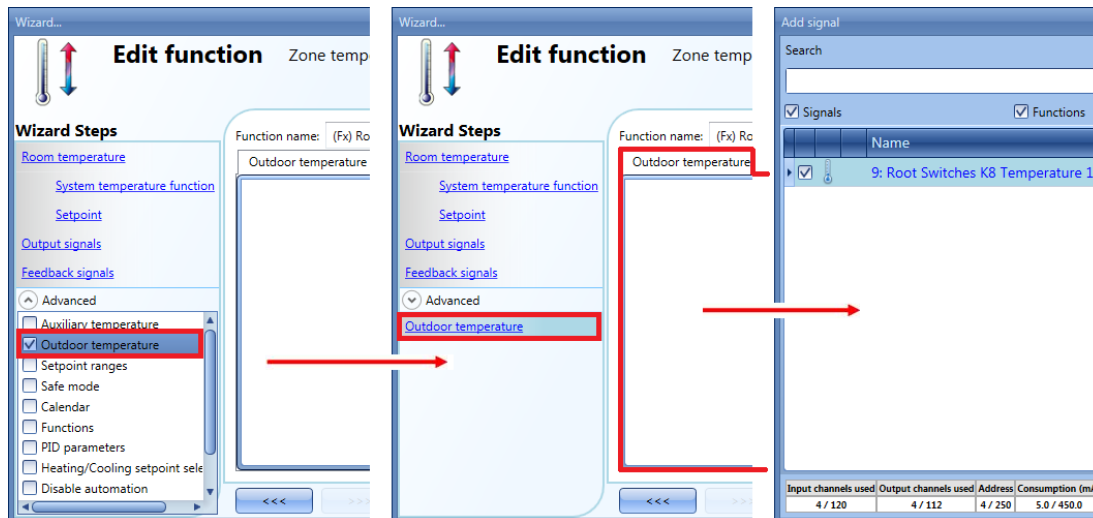 Wizard...
Edit function Zone temp
Wizard Steps
Room temperature
System temperature function
Setpoint
Output signals
Feedback signals
Advanced
Auxiliary temperature
Outdoor temperature
Setpoint ranges
Safe mode
Calendar
Functions
PID parameters
Heating/Cooling setpoint sele
Disable automation
Function name: (Fx) Ro
Outdoor temperature
<<< >>>
Wizard...
Edit function Zone temp
Wizard Steps
Room temperature
System temperature function
Setpoint
Output signals
Feedback signals
Advanced
Outdoor temperature
Function name: (Fx) Ro
Outdoor temperature
<<< >>>
Add signal
Search
Signals Functions
Name
9: Root Switches K8 Temperature 1
Input channels used Output channels used Address Consumption (mA
4 / 120 4 / 112 4 / 250 5.0 / 450.0